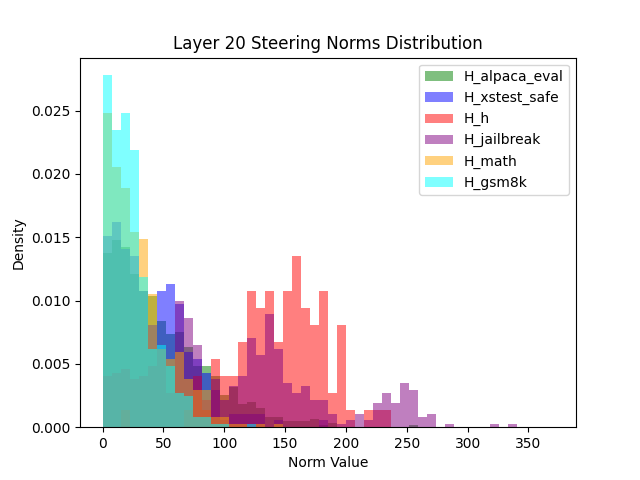 Layer 20 Steering Norms Distribution
H_alpaca_eval
H_xstest_safe
H_h
H_jailbreak
H_math
H_gsm8k
Density
0.025
0.020
0.015
0.010
0.005
0.000
0 50 100 150 200 250 300 350
Norm Value